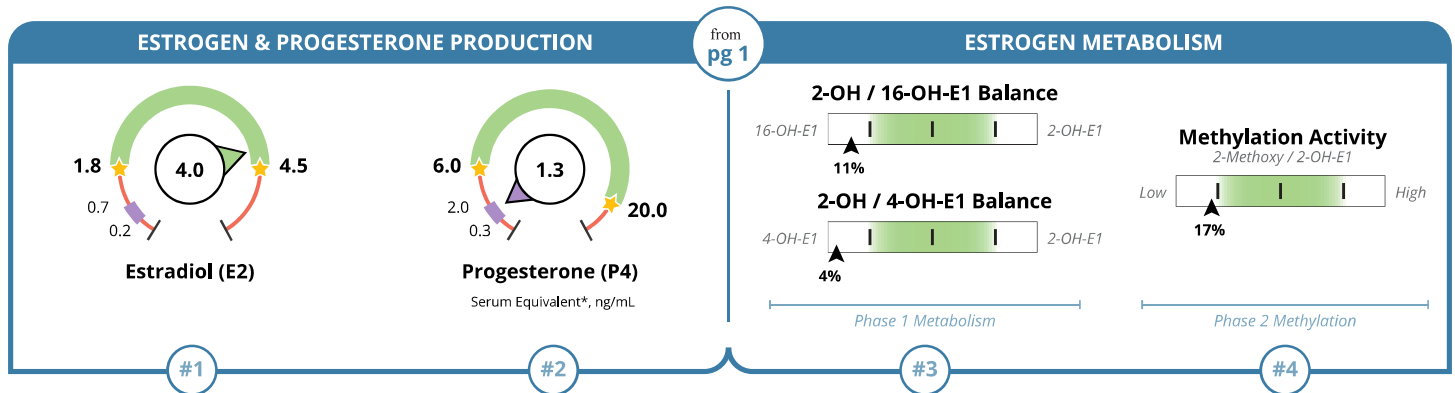 ESTROGEN & PROGESTERONE PRODUCTION
from
pg 1
ESTROGEN METABOLISM
1.8
4.0
4.5
0.7
0.2
Estradiol (E2)
6.0
1.3
20.0
2.0
0.3
Progesterone (P4)
Serum Equivalent*, ng/mL
2-OH / 16-OH-E1 Balance
16-OH-E1
2-OH-E1
11%
2-OH / 4-OH-E1 Balance
4-OH-E1
2-OH-E1
4%
Phase 1 Metabolism
Methylation Activity
2-Methoxy / 2-OH-E1
Low
High
17%
Phase 2 Methylation
#1
#2
#3
#4